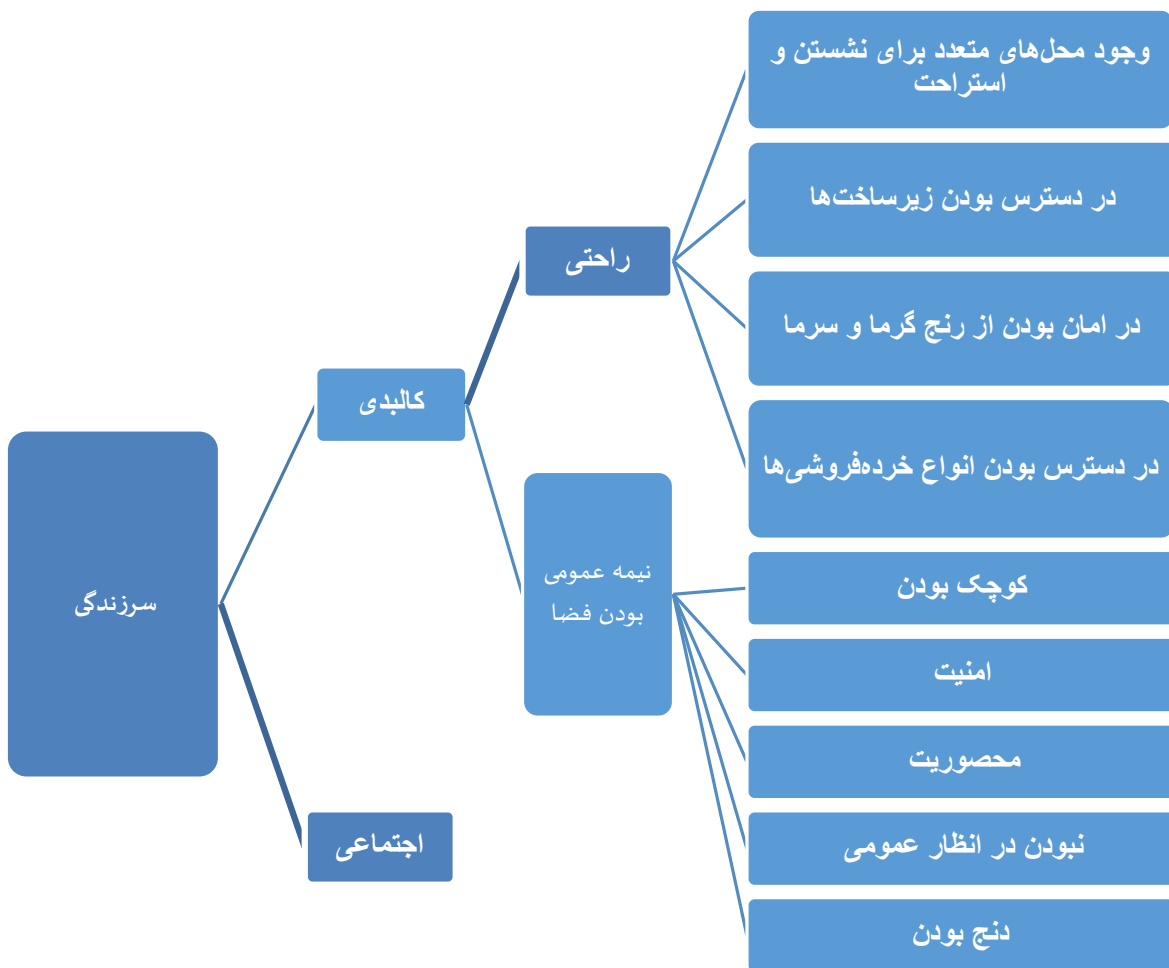 وجود محل‌های متعدد برای نشستن و
استراحت
در دسترس بودن زیرساخت‌ها
راحتی
در امان بودن از رنج گرما و سرما
کالبدی
در دسترس بودن انواع خرده‌فروشی‌ها
نیمه عمومی
بودن فضا
سرزندگی
کوچک بودن
امنیت
محصوریت
اجتماعی
نبودن در انظار عمومی
دنج بودن